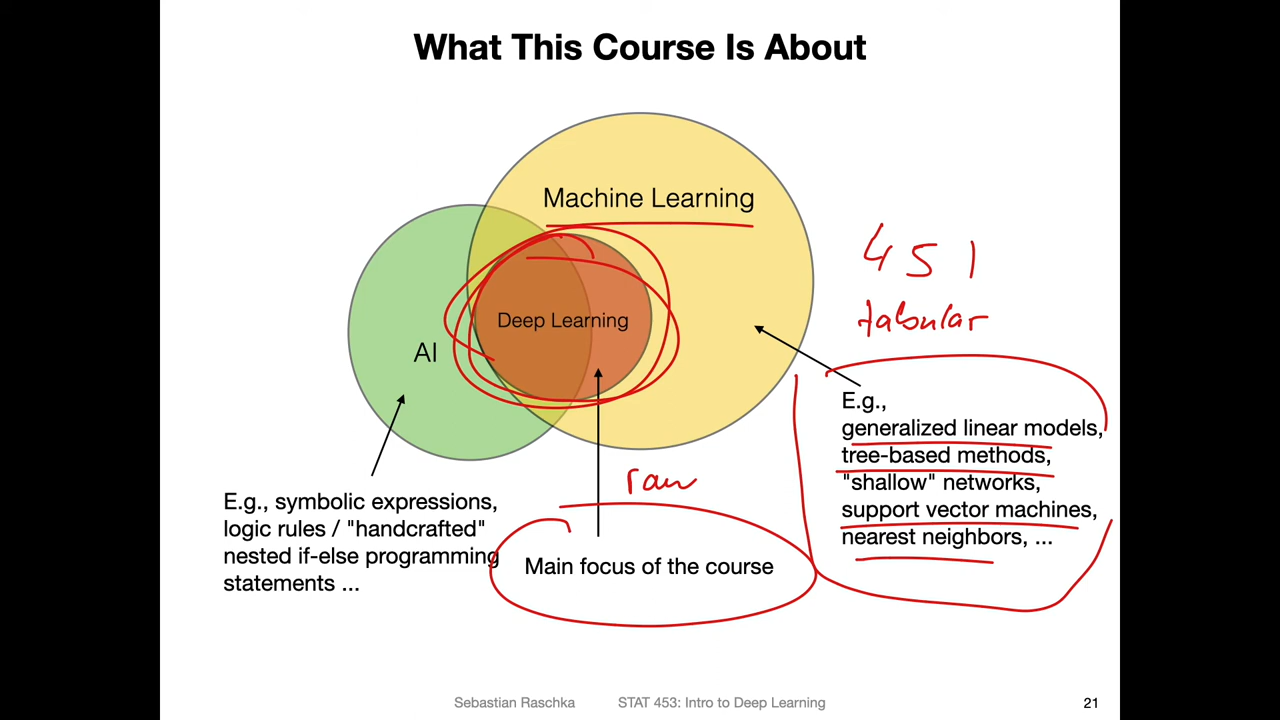 What This Course Is About
Machine Learning
451
tabular
Deep Learning
AI
E.g.,
generalized linear models,
tree-based methods,
"shallow" networks,
support vector machines,
nearest neighbors, ...
raw
E.g., symbolic expressions,
logic rules / "handcrafted"
nested if-else programming
statements ...
Main focus of the course
Sebastian Raschka STAT 453: Intro to Deep Learning 21